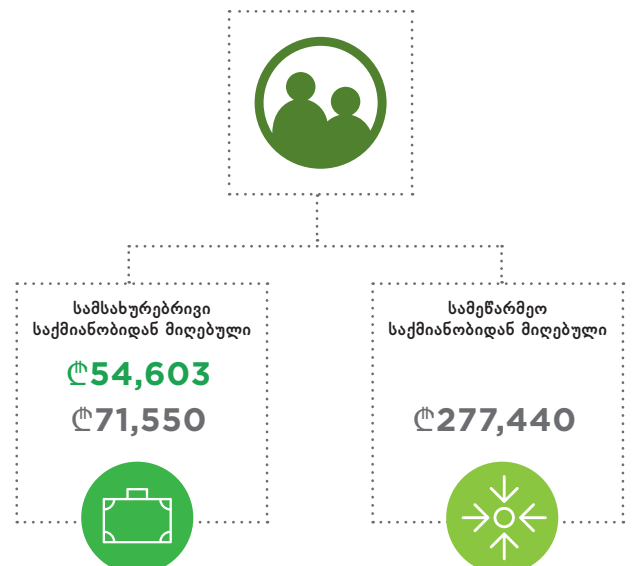 სამსახურებრივი
საქმიანობიდან მიღებული
₾54,603
₾71,550
სამეწარმეო
საქმიანობიდან მიღებული
₾277,440